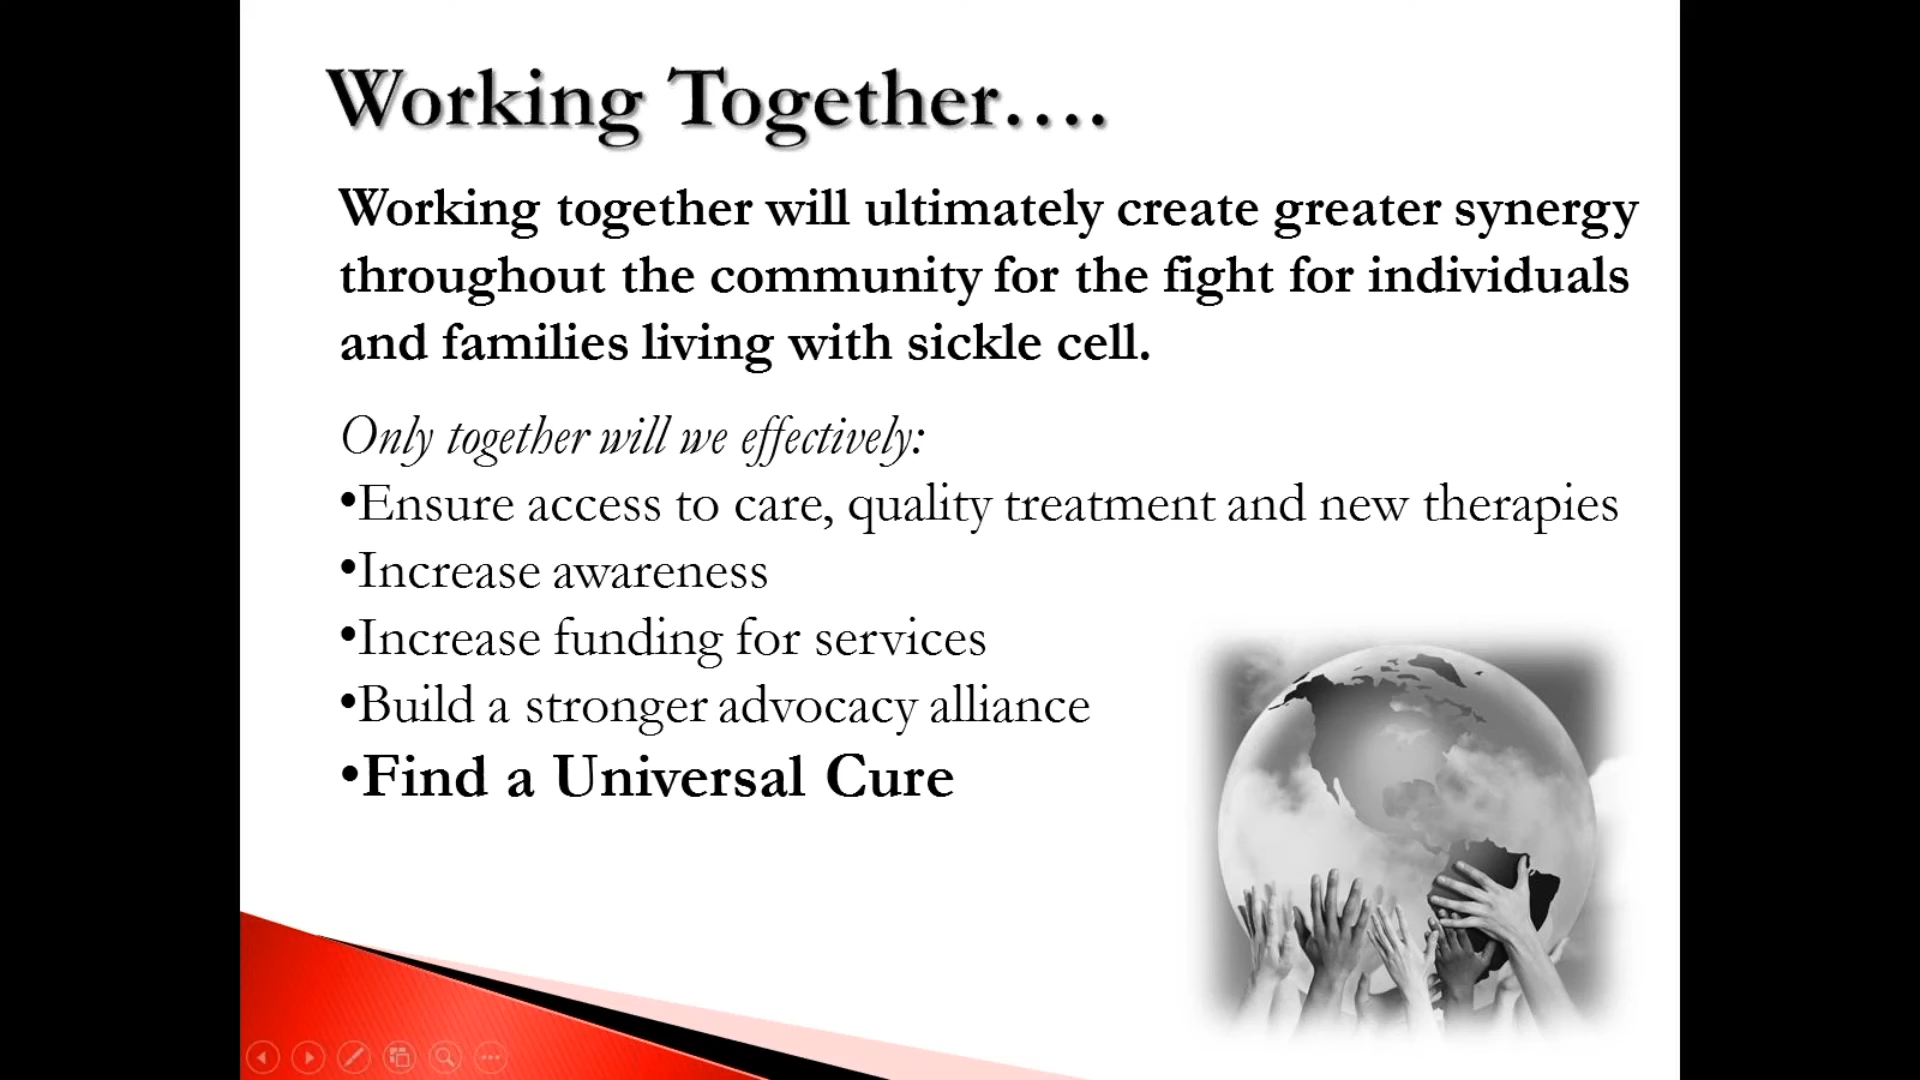 Working Together....
Working together will ultimately create greater synergy
throughout the community for the fight for individuals
and families living with sickle cell.
Only together will we effectively:
•Ensure access to care, quality treatment and new therapies
•Increase awareness
•Increase funding for services
•Build a stronger advocacy alliance
•Find a Universal Cure